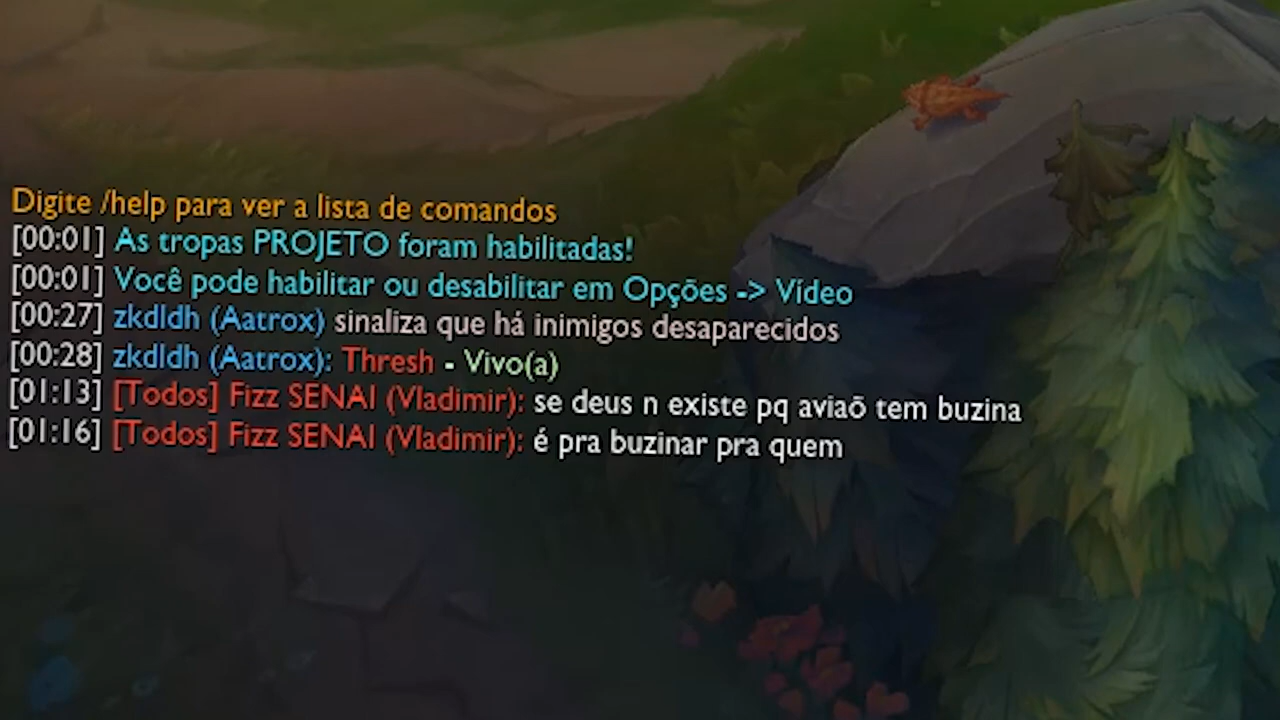 Digite /help para ver a lista de comandos
[00:01] As tropas PROJETO foram habilitadas!
[00:01] Você pode habilitar ou desabilitar em Opções -> Vídeo
[00:27] zkdldh (Aatrox) sinaliza que há inimigos desaparecidos
[00:28] zkdldh (Aatrox): Thresh - Vivo(a)
[01:13] [Todos] Fizz SENAI (Vladimir): se deus n existe pq aviaõ tem buzina
[01:16] [Todos] Fizz SENAI (Vladimir): é pra buzinar pra quem